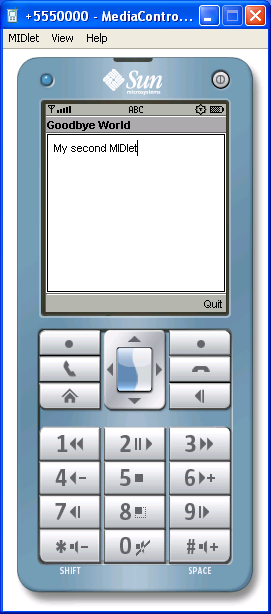 +5550000 - MediaContro...
MIDlet View Help
Sun
microsystems
ABC
Goodbye World
My second MIDlet
Quit
1 2 3
4- 5 6+
7 8 9
*- 0 #+
SHIFT SPACE